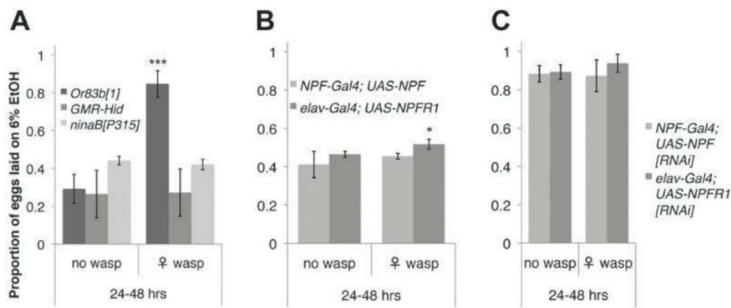 A
Proportion of eggs laid on 6% EtOH
1
0.8
0.6
0.4
0.2
0
***
Or83b[1]
GMR-Hid
ninaB[P315]
no wasp
♀ wasp
24-48 hrs
B
1
0.8
0.6
0.4
0.2
0
NPF-Gal4; UAS-NPF
elav-Gal4; UAS-NPFR1
*
no wasp
♀ wasp
24-48 hrs
C
1
0.8
0.6
0.4
0.2
0
no wasp
♀ wasp
24-48 hrs
NPF-Gal4;
UAS-NPF
[RNAi]
elav-Gal4;
UAS-NPFR1
[RNAi]